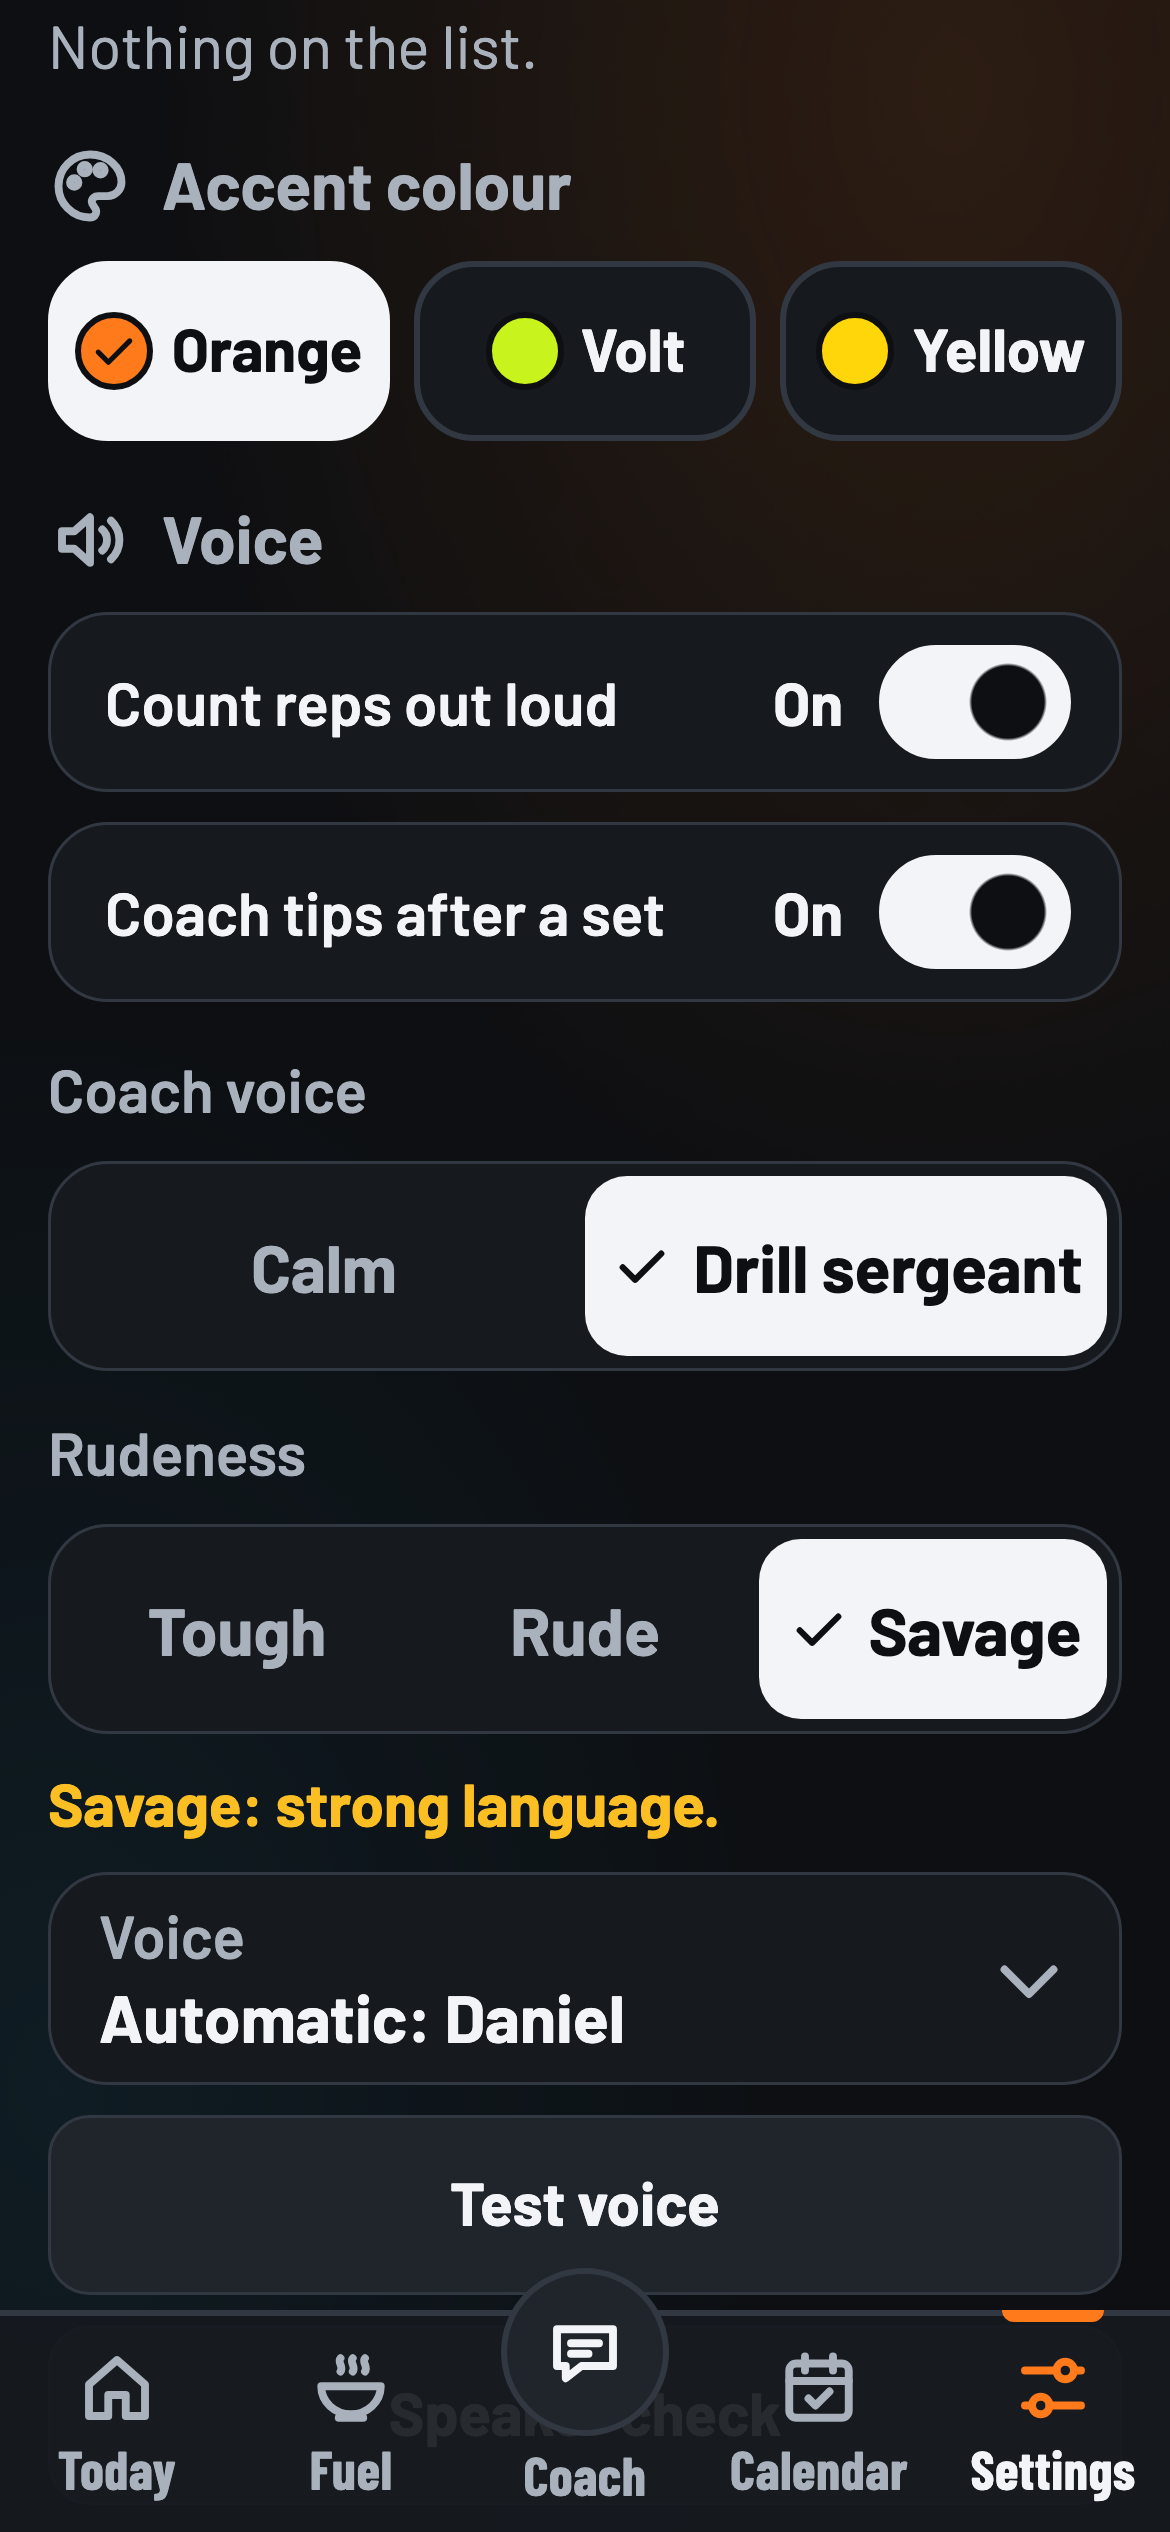 Nothing on the list.
Accent colour
Orange
Volt
Yellow
Voice
Count reps out loud On
Coach tips after a set On
Coach voice
Calm
Drill sergeant
Rudeness
Tough
Rude
Savage
Savage: strong language.
Voice
Automatic: Daniel
Test voice
check
Today
Fuel
Coach
Calendar
Settings